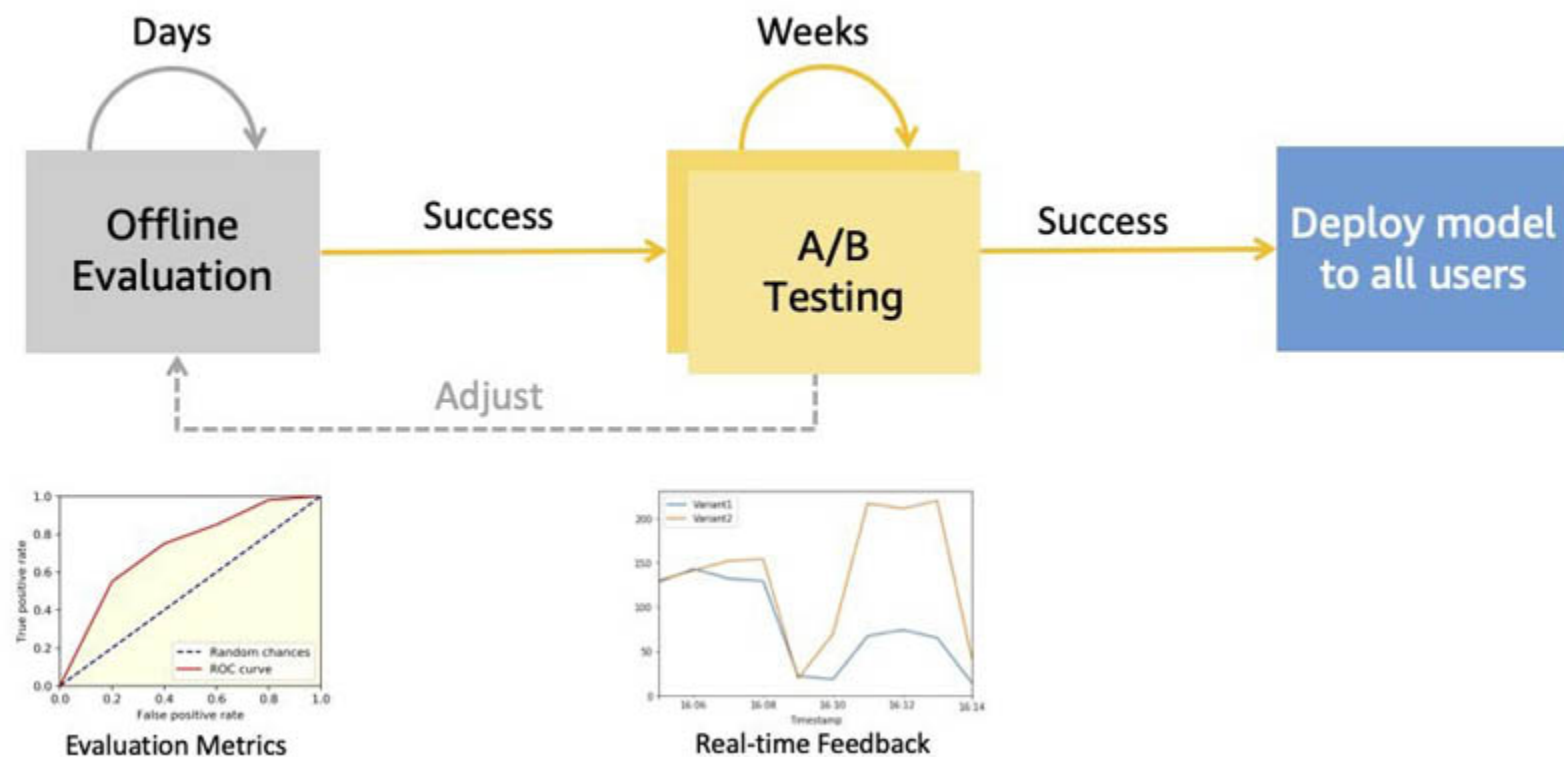 Days
Weeks
Offline
Evaluation
Success
A/B
Testing
Success
Deploy model
to all users
Adjust
1.0
0.8
0.6
0.4
0.2
0.0
True positive rate
Random chances
ROC curve
0.0 0.2 0.4 0.6 0.8 1.0
False positive rate
Evaluation Metrics
Variant1
Variant2
200
150
100
50
0
16:06 16:08 16:10 16:12 16:14
Timestamp
Real-time Feedback